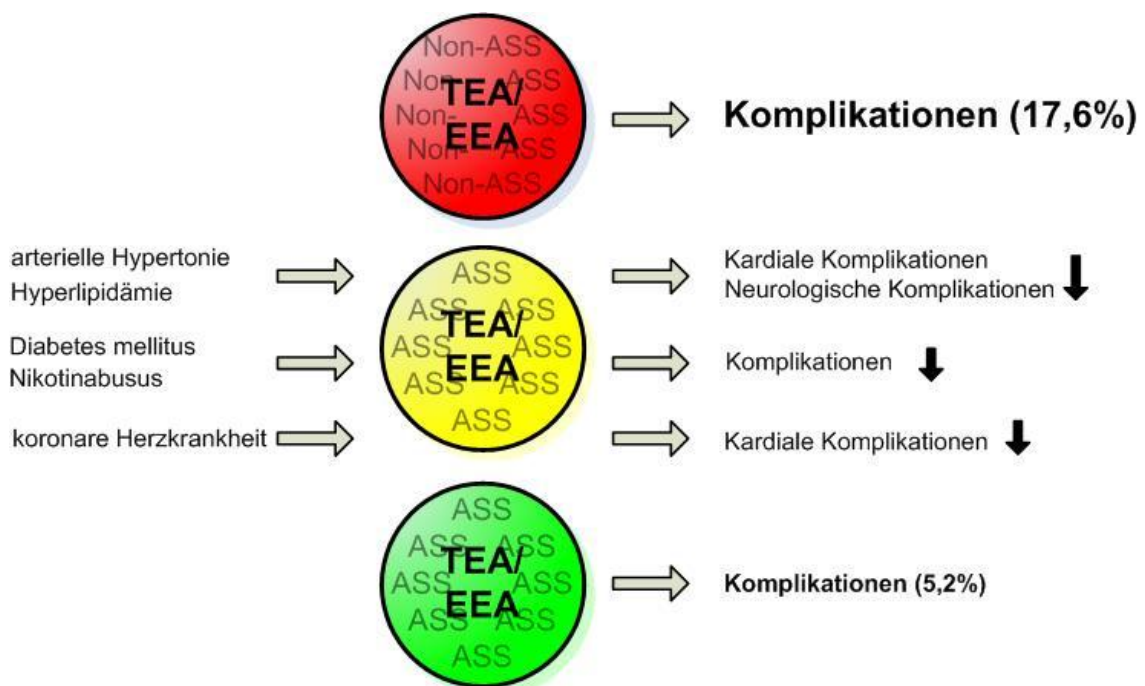 Non-ASS
Non- ASS
TEA/
Non- ASS
EEA
Non- ASS
Non-ASS
Komplikationen (17,6%)
arterielle Hypertonie
Hyperlipidämie
Diabetes mellitus
Nikotinabusus
koronare Herzkrankheit
ASS
ASS ASS
TEA/
ASS ASS
EEA
ASS ASS
ASS
Kardiale Komplikationen
Neurologische Komplikationen
Komplikationen
Kardiale Komplikationen
ASS
ASS ASS
TEA/
ASS ASS
EEA
ASS ASS
ASS
Komplikationen (5,2%)